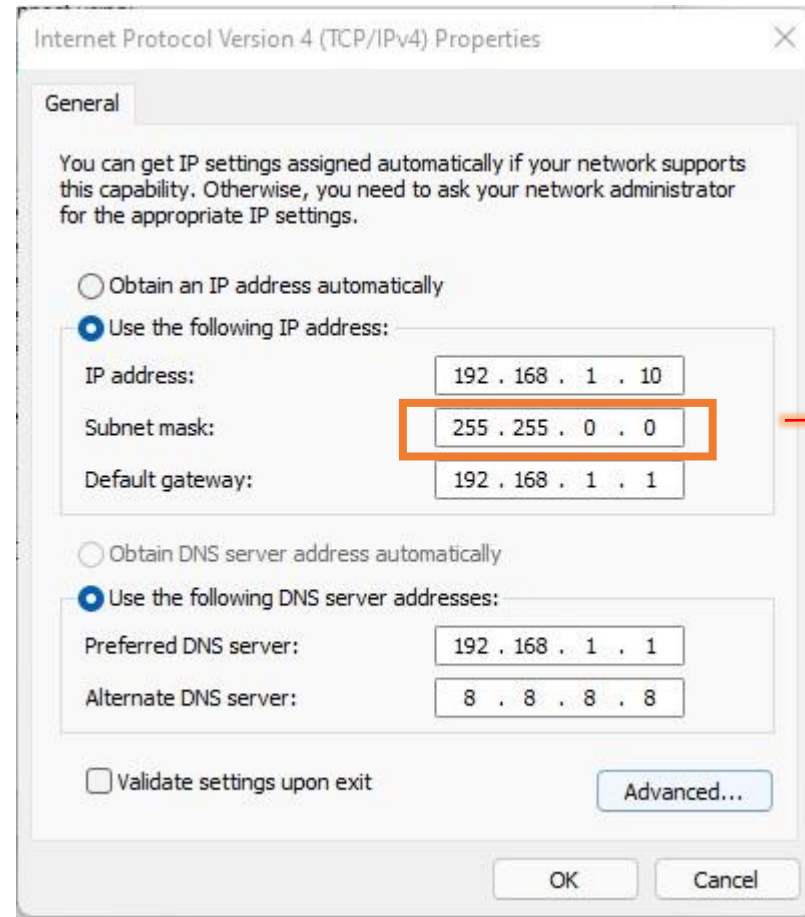 Internet Protocol Version 4 (TCP/IPv4) Properties
General
You can get IP settings assigned automatically if your network supports
this capability. Otherwise, you need to ask your network administrator
for the appropriate IP settings.
Obtain an IP address automatically
Use the following IP address:
IP address: 192 . 168 . 1 . 10
Subnet mask: 255 . 255 . 0 . 0
Default gateway: 192 . 168 . 1 . 1
Obtain DNS server address automatically
Use the following DNS server addresses:
Preferred DNS server: 192 . 168 . 1 . 1
Alternate DNS server: 8 . 8 . 8 . 8
Validate settings upon exit
Advanced...
OK Cancel